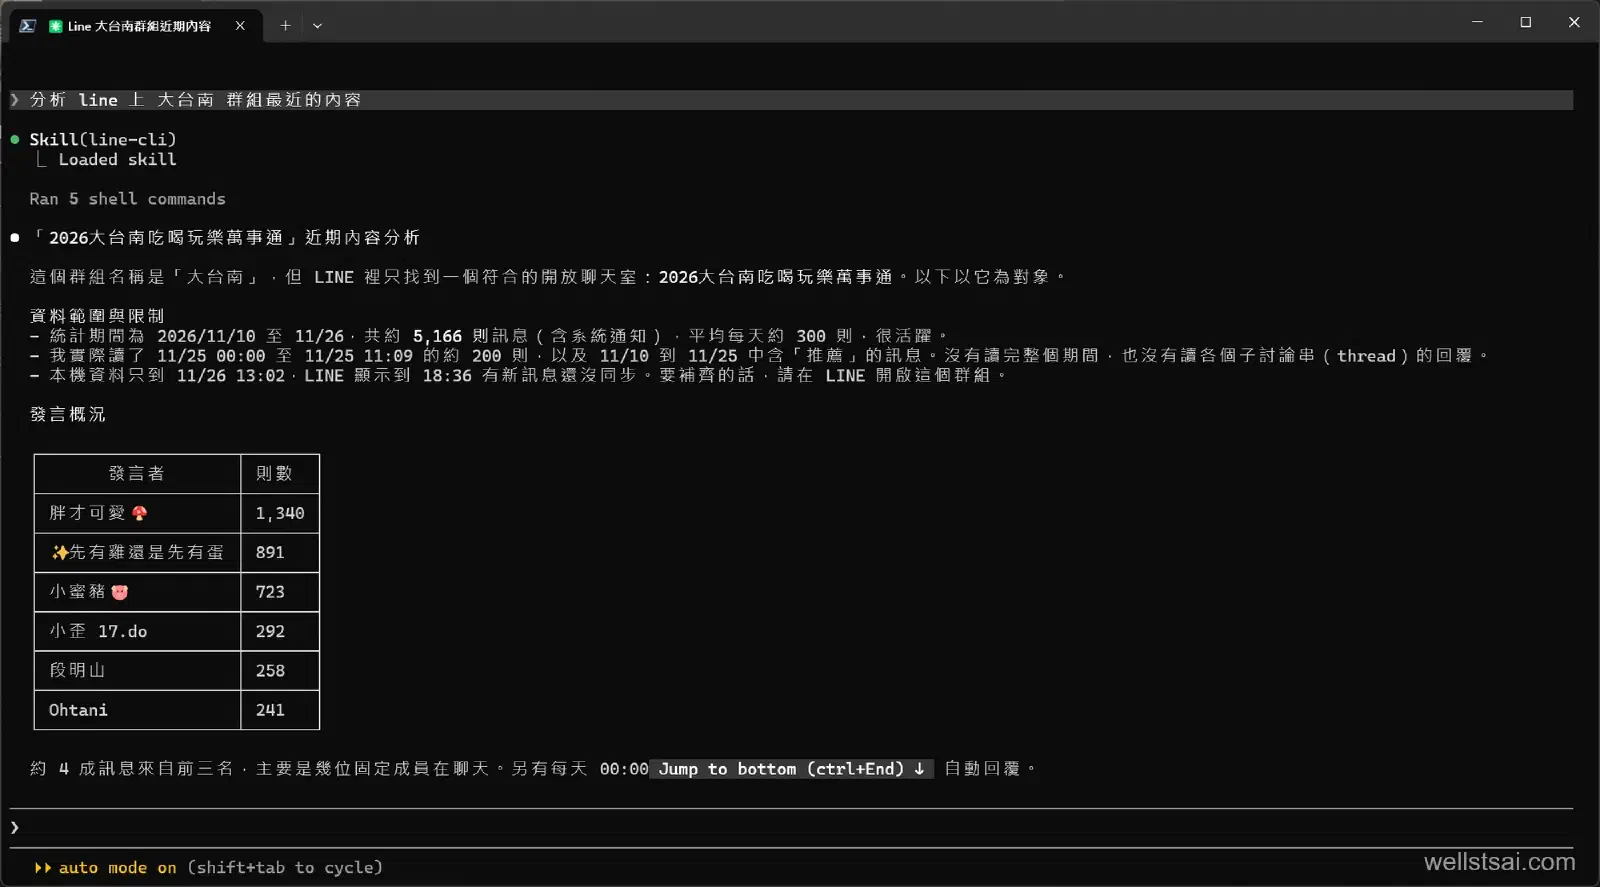 Line 大台南群組近期內容
❯ 分析 line 上 大台南 群組最近的內容
● Skill(line-cli)
└ Loaded skill
Ran 5 shell commands
● 「2026大台南吃喝玩樂萬事通」近期內容分析
這個群組名稱是「大台南」，但 LINE 裡只找到一個符合的開放聊天室：2026大台南吃喝玩樂萬事通。以下以它為對象。
資料範圍與限制
- 統計期間為 2026/11/10 至 11/26，共約 5,166 則訊息（含系統通知），平均每天約 300 則，很活躍。
- 我實際讀了 11/25 00:00 至 11/25 11:09 的約 200 則，以及 11/10 到 11/25 中含「推薦」的訊息。沒有讀完整個期間，也沒有讀各個子討論串（thread）的回覆。
- 本機資料只到 11/26 13:02，LINE 顯示到 18:36 有新訊息還沒同步。要補齊的話，請在 LINE 開啟這個群組。
發言概況
發言者 則數
胖才可愛🍄 1,340
✨先有雞還是先有蛋 891
小蜜豬🐷 723
小歪 17.do 292
段明山 258
Ohtani 241
約 4 成訊息來自前三名，主要是幾位固定成員在聊天。另有每天 00:00 Jump to bottom (ctrl+End) ↓ 自動回覆。
❯
⏵⏵ auto mode on (shift+tab to cycle)
wellstsai.com